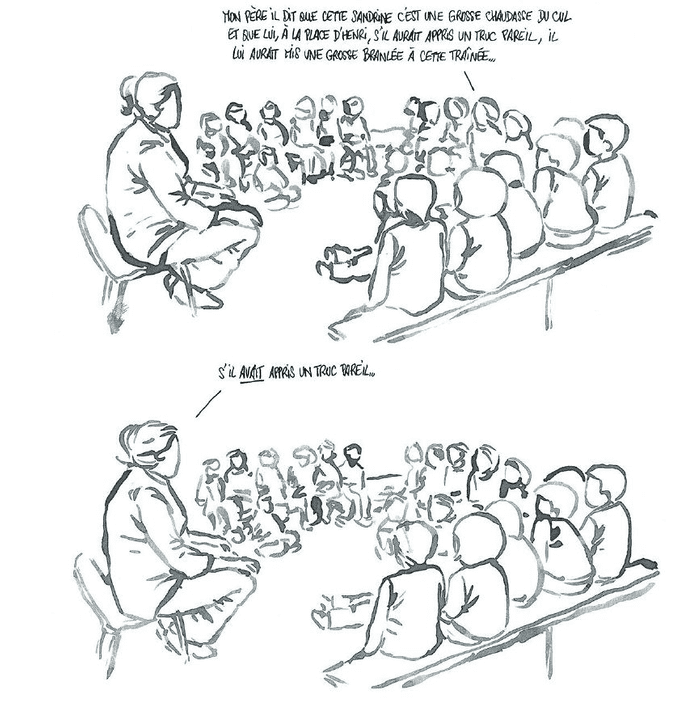 MON PÈRE IL DIT QUE CETTE SANDRINE C'EST UNE GROSSE CHAUDASSE DU CUL
ET QUE LUI, À LA PLACE D'HENRI, S'IL AURAIT APPRIS UN TRUC PAREIL, IL
LUI AURAIT MIS UNE GROSSE BRANLÉE À CETTE TRAÎNÉE...
S'IL AVAIT APPRIS UN TRUC PAREIL...